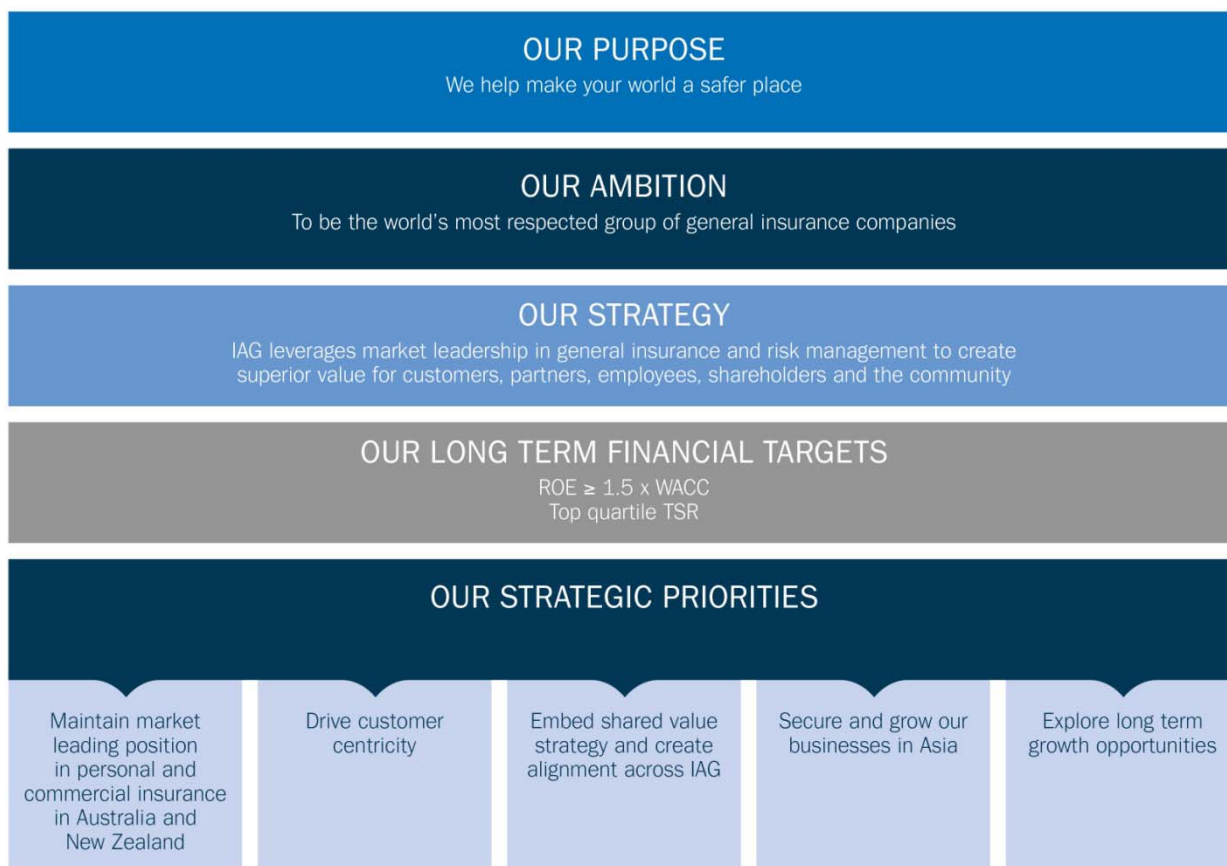 OUR PURPOSE
We help make your world a safer place
OUR AMBITION
To be the world’s most respected group of general insurance companies
OUR STRATEGY
IAG leverages market leadership in general insurance and risk management to create
superior value for customers, partners, employees, shareholders and the community
OUR LONG TERM FINANCIAL TARGETS
ROE ≥ 1.5 x WACC
Top quartile TSR
OUR STRATEGIC PRIORITIES
Maintain market
leading position
in personal and
commercial insurance
in Australia and
New Zealand
Drive customer
centricity
Embed shared value
strategy and create
alignment across IAG
Secure and grow our
businesses in Asia
Explore long term
growth opportunities